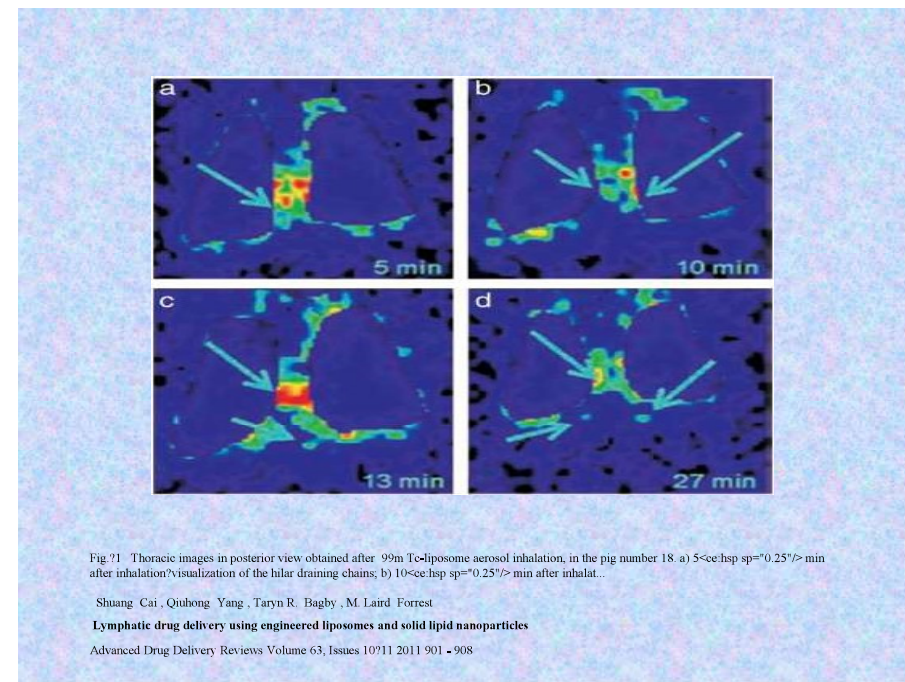 a
b
5 min
10 min
c
d
13 min
27 min
Fig.?1 Thoracic images in posterior view obtained after 99m Tc-liposome aerosol inhalation, in the pig number 18. a) 5<ce:hsp sp="0.25"/> min
after inhalation?visualization of the hilar draining chains; b) 10<ce:hsp sp="0.25"/> min after inhalat...
Shuang Cai , Qiuhong Yang , Taryn R. Bagby , M. Laird Forrest
Lymphatic drug delivery using engineered liposomes and solid lipid nanoparticles
Advanced Drug Delivery Reviews Volume 63, Issues 10?11 2011 901 - 908